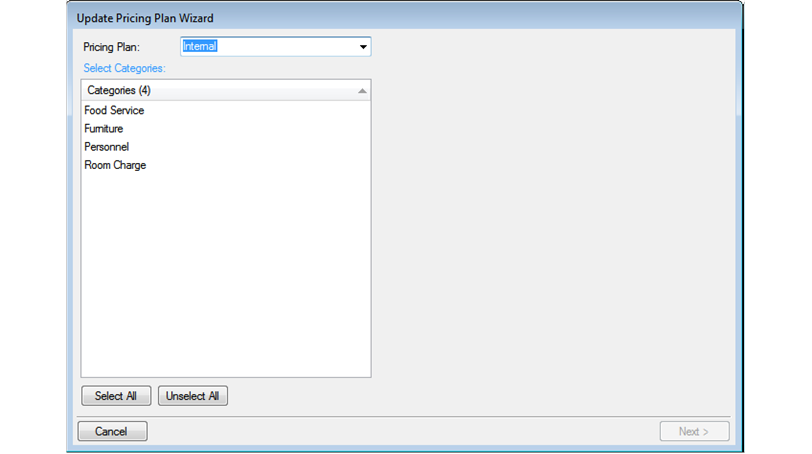 Update Pricing Plan Wizard
Pricing Plan: Internal
Select Categories:
Categories (4)
Food Service
Furniture
Personnel
Room Charge
Select All Unselect All
Cancel Next >